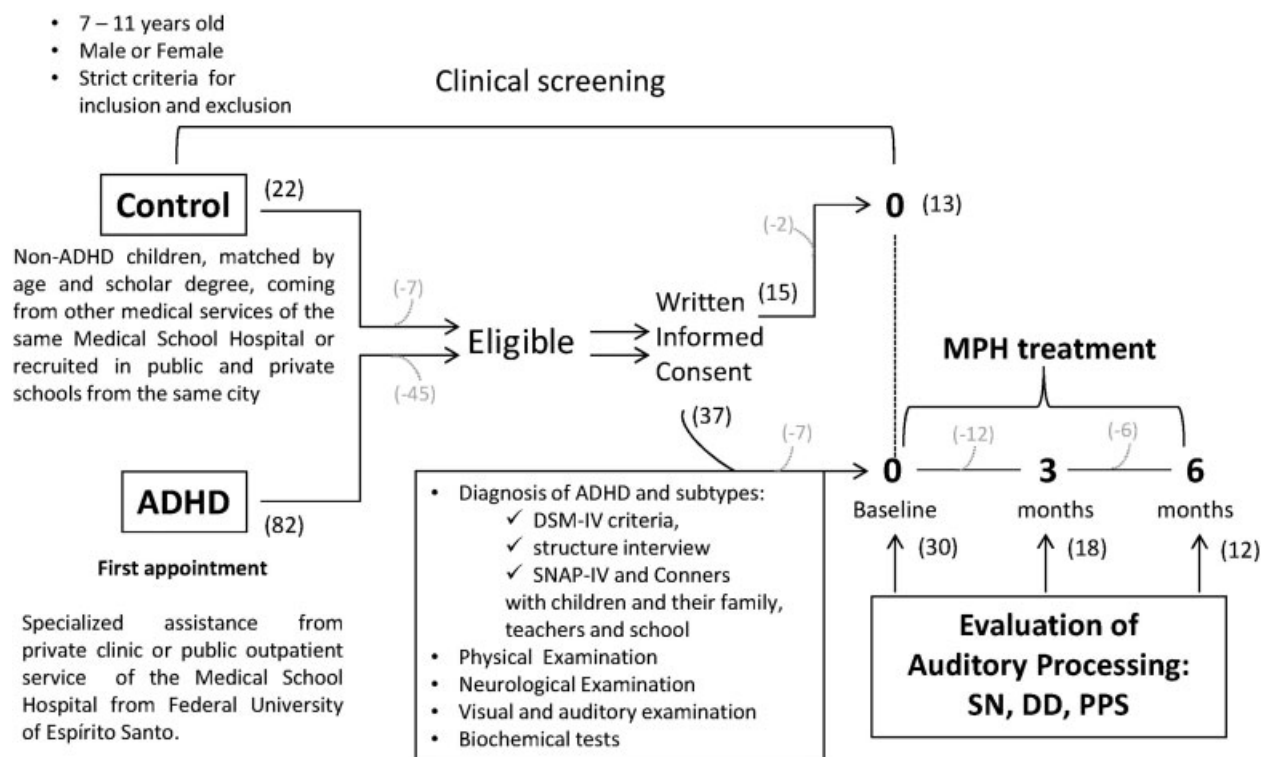 • 7 – 11 years old
• Male or Female
• Strict criteria for
inclusion and exclusion
Clinical screening
Control
(22)
Non-ADHD children, matched by
age and scholar degree, coming
from other medical services of the
same Medical School Hospital or
recruited in public and private
schools from the same city
(-7)
(-45)
Eligible
Written
Informed
Consent
(15)
(-2)
0
(13)
(37)
(-7)
MPH treatment
(-12)
(-6)
0
3
6
Baseline
months
months
(30)
(18)
(12)
ADHD
(82)
First appointment
Specialized assistance from
private clinic or public outpatient
service of the Medical School
Hospital from Federal University
of Espírito Santo.
• Diagnosis of ADHD and subtypes:
✓ DSM-IV criteria,
✓ structure interview
✓ SNAP-IV and Conners
with children and their family,
teachers and school
• Physical Examination
• Neurological Examination
• Visual and auditory examination
• Biochemical tests
Evaluation of
Auditory Processing:
SN, DD, PPS